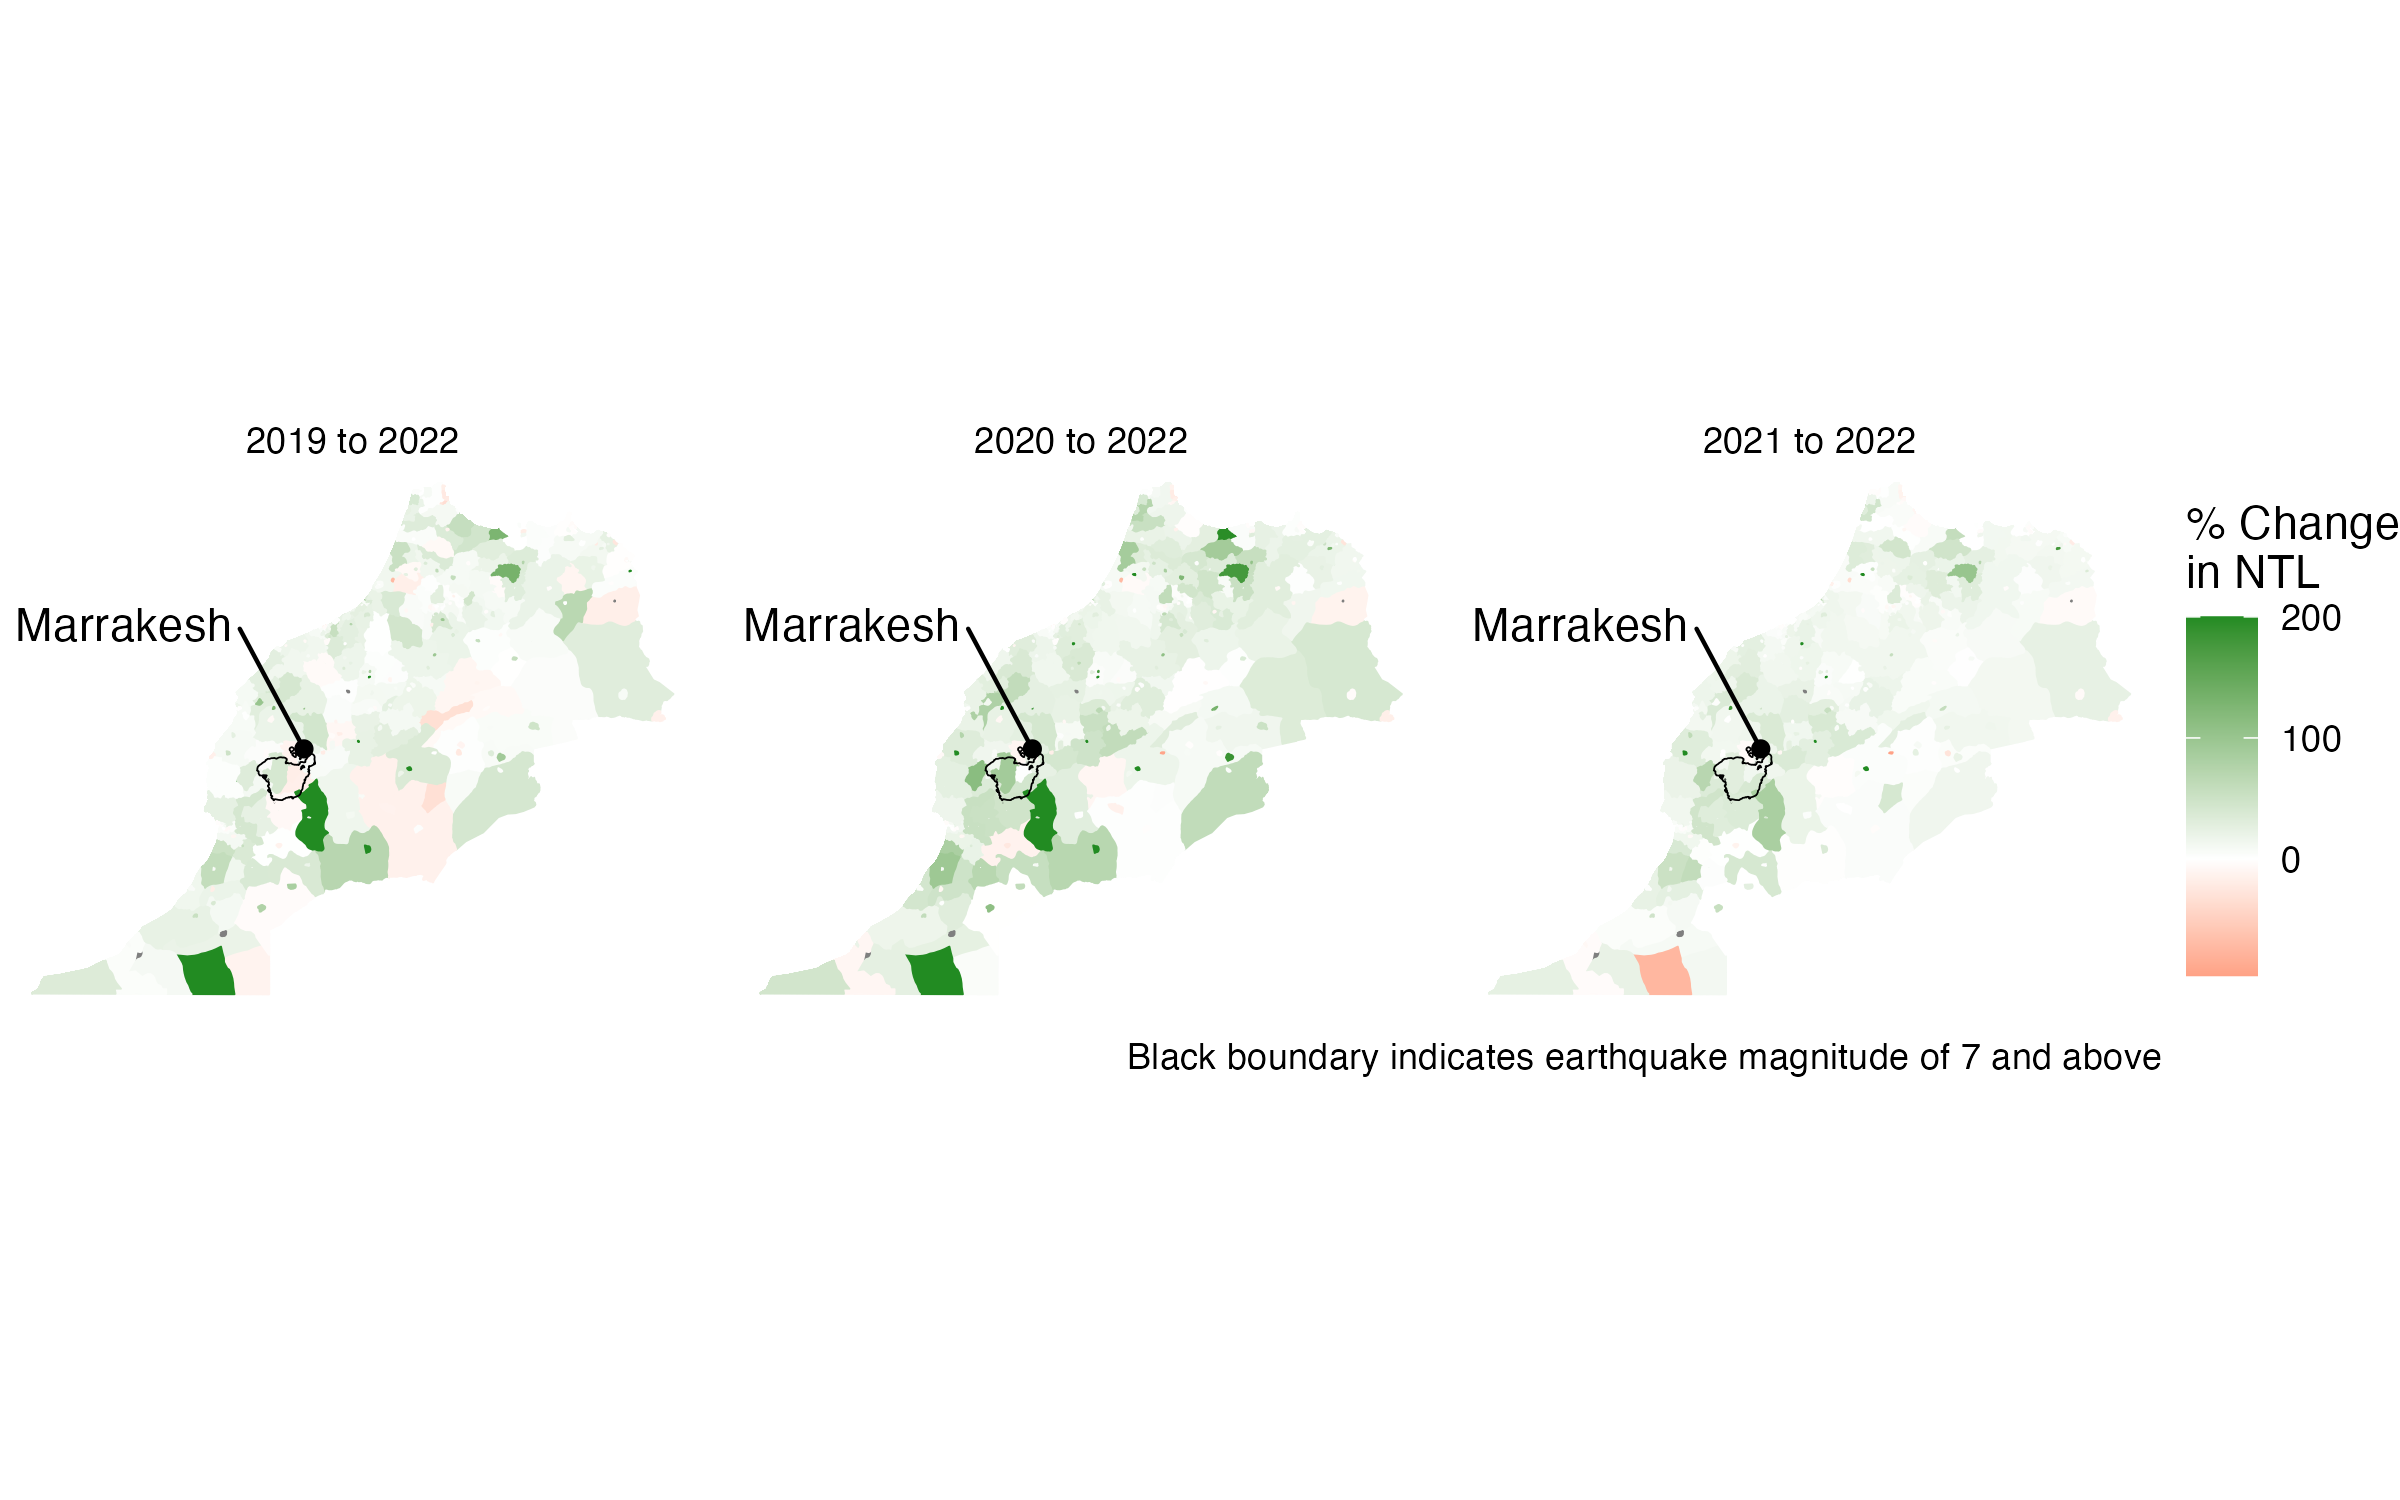 2019 to 2022
2020 to 2022
2021 to 2022
Marrakesh
Marrakesh
Marrakesh
% Change
in NTL
200
100
0
Black boundary indicates earthquake magnitude of 7 and above